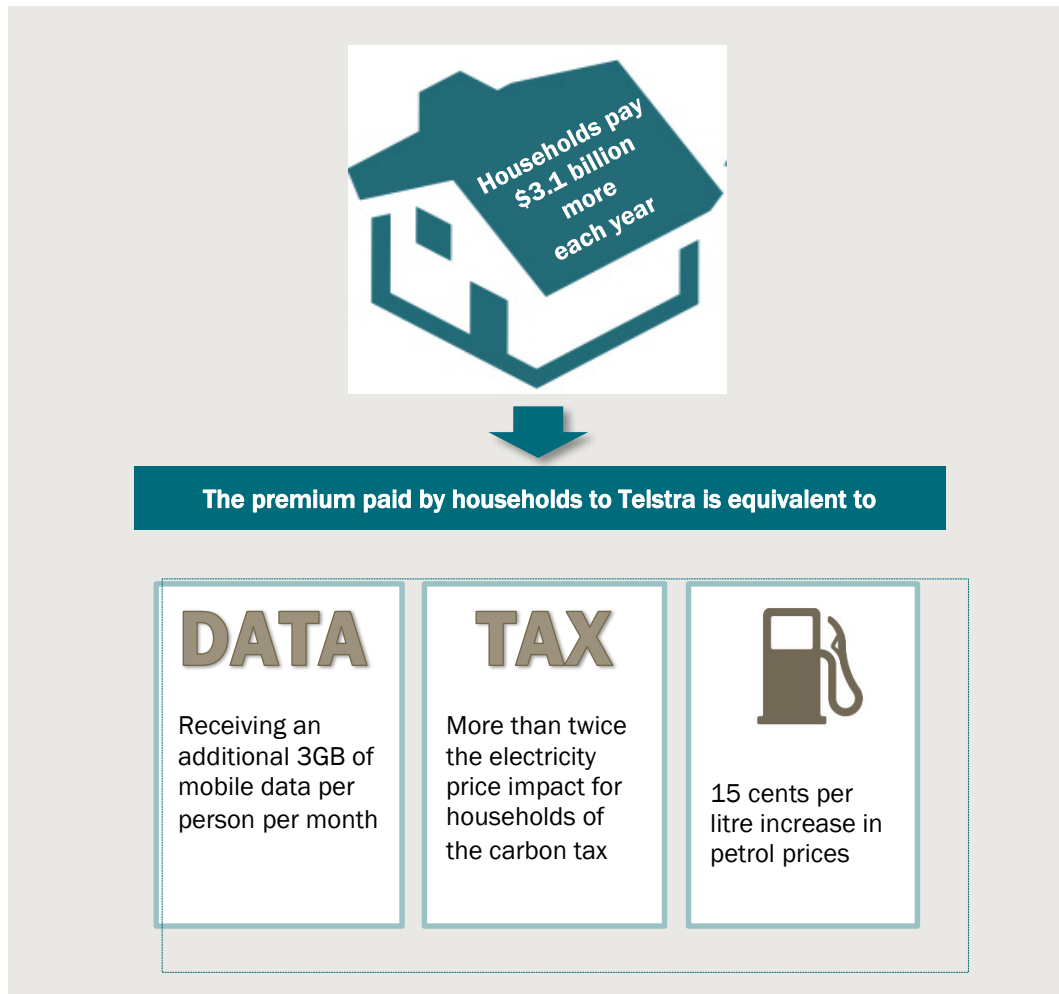 Households pay
$3.1 billion
more
each year
The premium paid by households to Telstra is equivalent to
DATA
Receiving an
additional 3GB of
mobile data per
person per month
TAX
More than twice
the electricity
price impact for
households of
the carbon tax
15 cents per
litre increase in
petrol prices